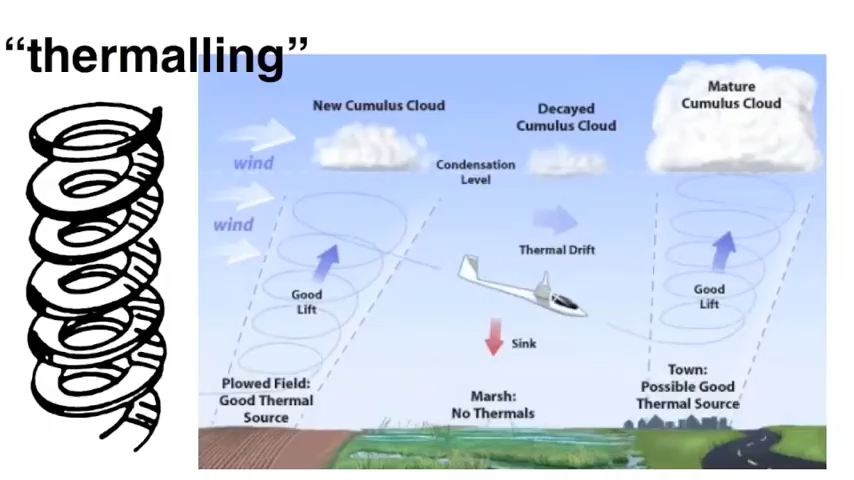 “thermalling”
New Cumulus Cloud
Decayed
Cumulus Cloud
Mature
Cumulus Cloud
wind
Condensation
Level
wind
Thermal Drift
Good
Lift
Good
Lift
Sink
Plowed Field:
Good Thermal
Source
Marsh:
No Thermals
Town:
Possible Good
Thermal Source